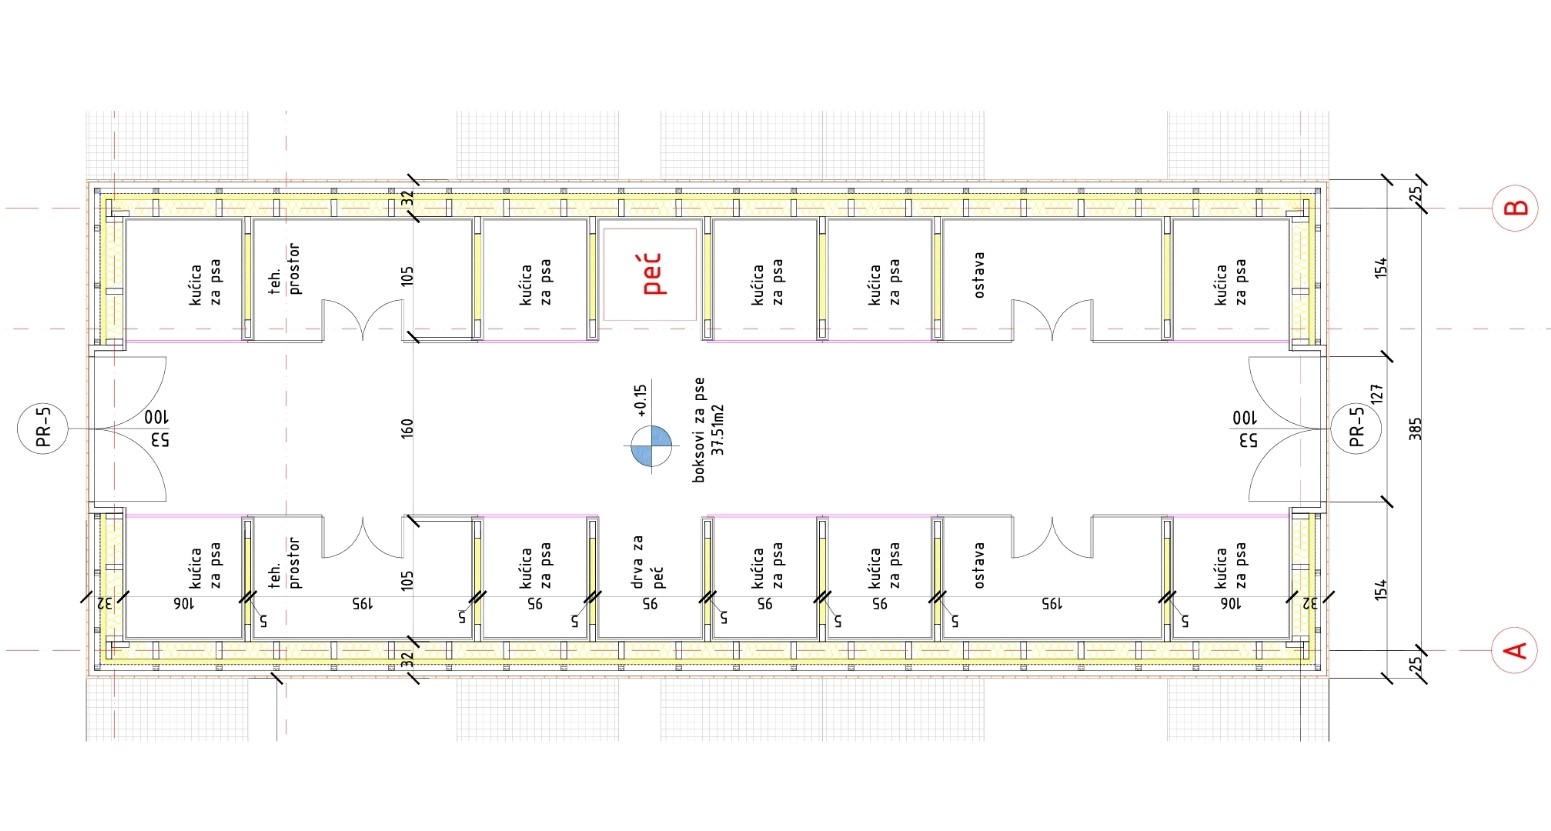 32
25
B
kućica
za psa
teh.
prostor
105
kućica
za psa
peć
kućica
za psa
kućica
za psa
ostava
kućica
za psa
154
PR-5
100
53
160
+0.15
boksovi za pse
37.51m2
100
53
PR-5
127
385
kućica
za psa
teh.
prostor
105
kućica
za psa
drva za
peć
kućica
za psa
kućica
za psa
ostava
kućica
za psa
154
32
106
5
195
5
95
5
95
5
95
5
95
5
195
5
106
32
32
25
A